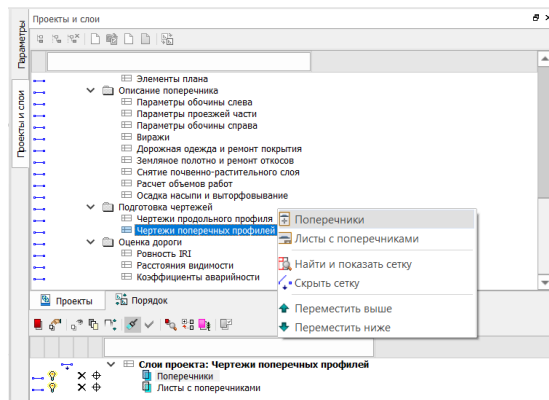 Проекты и слои
Параметры
Проекты и слои
Элементы плана
Описание поперечника
Параметры обочины слева
Параметры проезжей части
Параметры обочины справа
Виражи
Дорожная одежда и ремонт покрытия
Земляное полотно и ремонт откосов
Снятие почвенно-растительного слоя
Расчет объемов работ
Осадка насыпи и выторфовывание
Подготовка чертежей
Чертежи продольного профиля
Чертежи поперечных профилей
Оценка дороги
Ровность IRI
Расстояния видимости
Коэффициенты аварийности
Поперечники
Листы с поперечниками
Найти и показать сетку
Скрыть сетку
Переместить выше
Переместить ниже
Проекты
Порядок
Слои проекта: Чертежи поперечных профилей
Поперечники
Листы с поперечниками